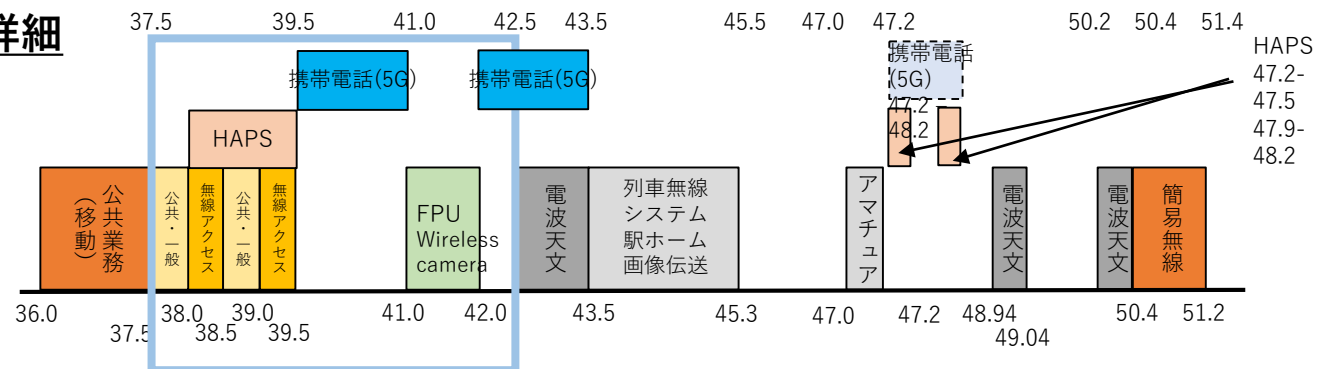 詳細
37.5 39.5 41.0 42.5 43.5 45.5 47.0 47.2 50.2 50.4 51.4
携帯電話(5G)
携帯電話(5G)
携帯電話
(5G)
47.2 –
48.2
HAPS
47.2-
47.5
47.9-
48.2
HAPS
公共業務
（移動）
公共・一般
無線アクセス
公共・一般
無線アクセス
FPU
Wireless
camera
電波天文
列車無線
システム
駅ホーム
画像伝送
アマチュア
電波天文
電波天文
簡易無線
36.0 38.0 39.0 41.0 42.0 43.5 45.3 47.0 47.2 48.94 50.4 51.2
37.5 38.5 39.5 49.04